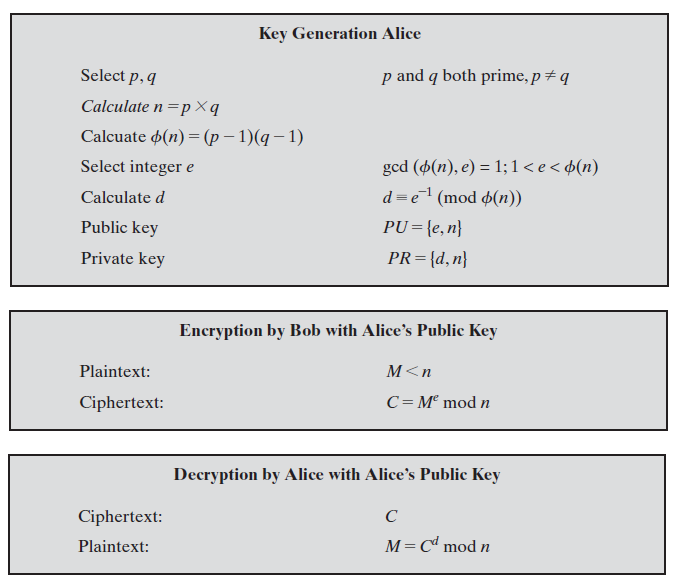 Key Generation Alice
Select p, q p and q both prime, p ≠ q
Calculate n = p × q
Calcuate ϕ(n) = (p − 1)(q − 1)
Select integer e gcd (ϕ(n), e) = 1; 1 < e < ϕ(n)
Calculate d d ≡ e⁻¹ (mod ϕ(n))
Public key PU = {e, n}
Private key PR = {d, n}
Encryption by Bob with Alice's Public Key
Plaintext: M < n
Ciphertext: C = Mᵉ mod n
Decryption by Alice with Alice's Public Key
Ciphertext: C
Plaintext: M = Cᵈ mod n